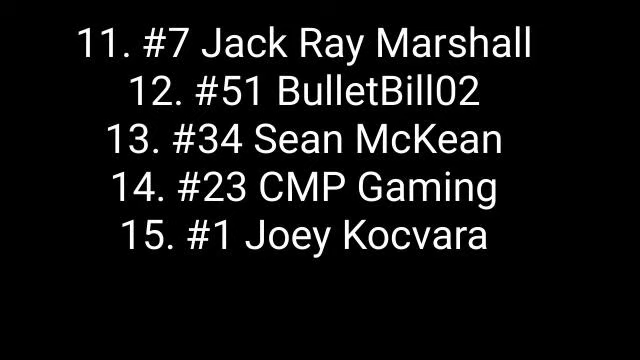 11. #7 Jack Ray Marshall
12. #51 BulletBill02
13. #34 Sean McKean
14. #23 CMP Gaming
15. #1 Joey Kocvara